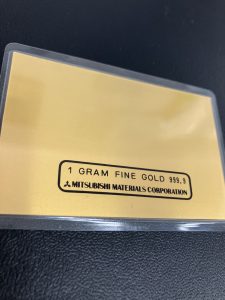 1 GRAM FINE GOLD 999.9
MITSUBISHI MATERIALS CORPORATION